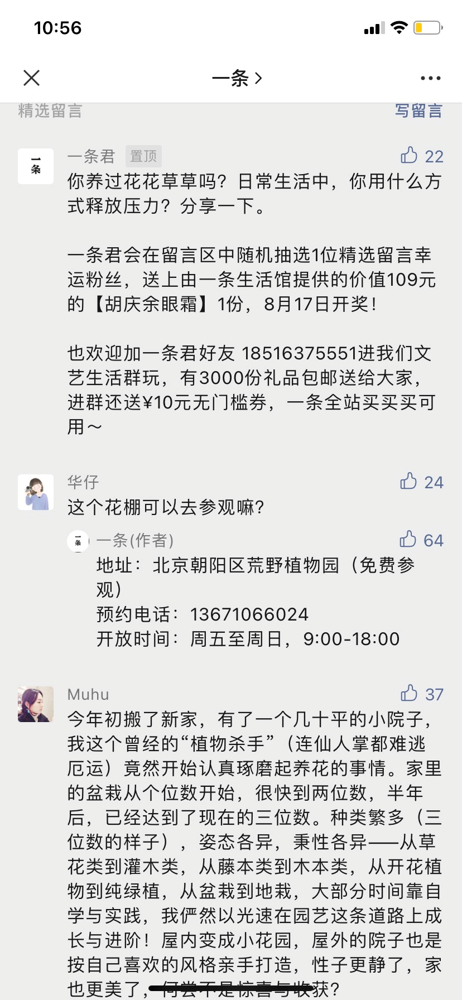 10:56
一条
精选留言 写留言
一条
一条君 置顶 22
你养过花花草草吗？日常生活中，你用什么方
式释放压力？分享一下。
一条君会在留言区中随机抽选1位精选留言幸
运粉丝，送上由一条生活馆提供的价值109元
的【胡庆余眼霜】1份，8月17日开奖！
也欢迎加一条君好友 18516375551进我们文
艺生活群玩，有3000份礼品包邮送给大家，
进群还送¥10元无门槛券，一条全站买买买可
用～
华仔 24
这个花棚可以去参观嘛？
一条
一条(作者) 64
地址：北京朝阳区荒野植物园（免费参
观）
预约电话：13671066024
开放时间：周五至周日，9:00-18:00
Muhu 37
今年初搬了新家，有了一个几十平的小院子，
我这个曾经的“植物杀手”（连仙人掌都难逃
厄运）竟然开始认真琢磨起养花的事情。家里
的盆栽从个位数开始，很快到两位数，半年
后，已经达到了现在的三位数。种类繁多（三
位数的样子），姿态各异，秉性各异——从草
花类到灌木类，从藤本类到木本类，从开花植
物到纯绿植，从盆栽到地栽，大部分时间靠自
学与实践，我俨然以光速在园艺这条道路上成
长与进阶！屋内变成小花园，屋外的院子也是
按自己喜欢的风格亲手打造，性子更静了，家
也更美了，何尝不是惊喜与收获？